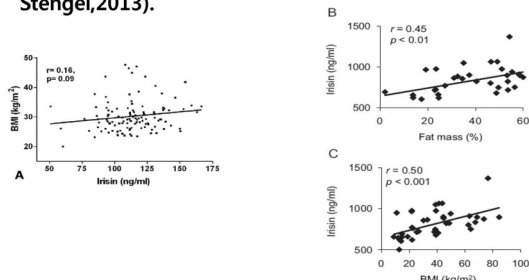 Stengel,2013).
50
40
30
20
BMI (kg/m²)
r= 0.16,
p= 0.09
50 75 100 125 150 175
Irisin (ng/ml)
A
B
1500
1000
500
Irisin (ng/ml)
r = 0.45
p < 0.01
0 20 40 60
Fat mass (%)
C
1500
1000
500
Irisin (ng/ml)
r = 0.50
p < 0.001
0 20 40 60 80 100
BMI (kg/m²)